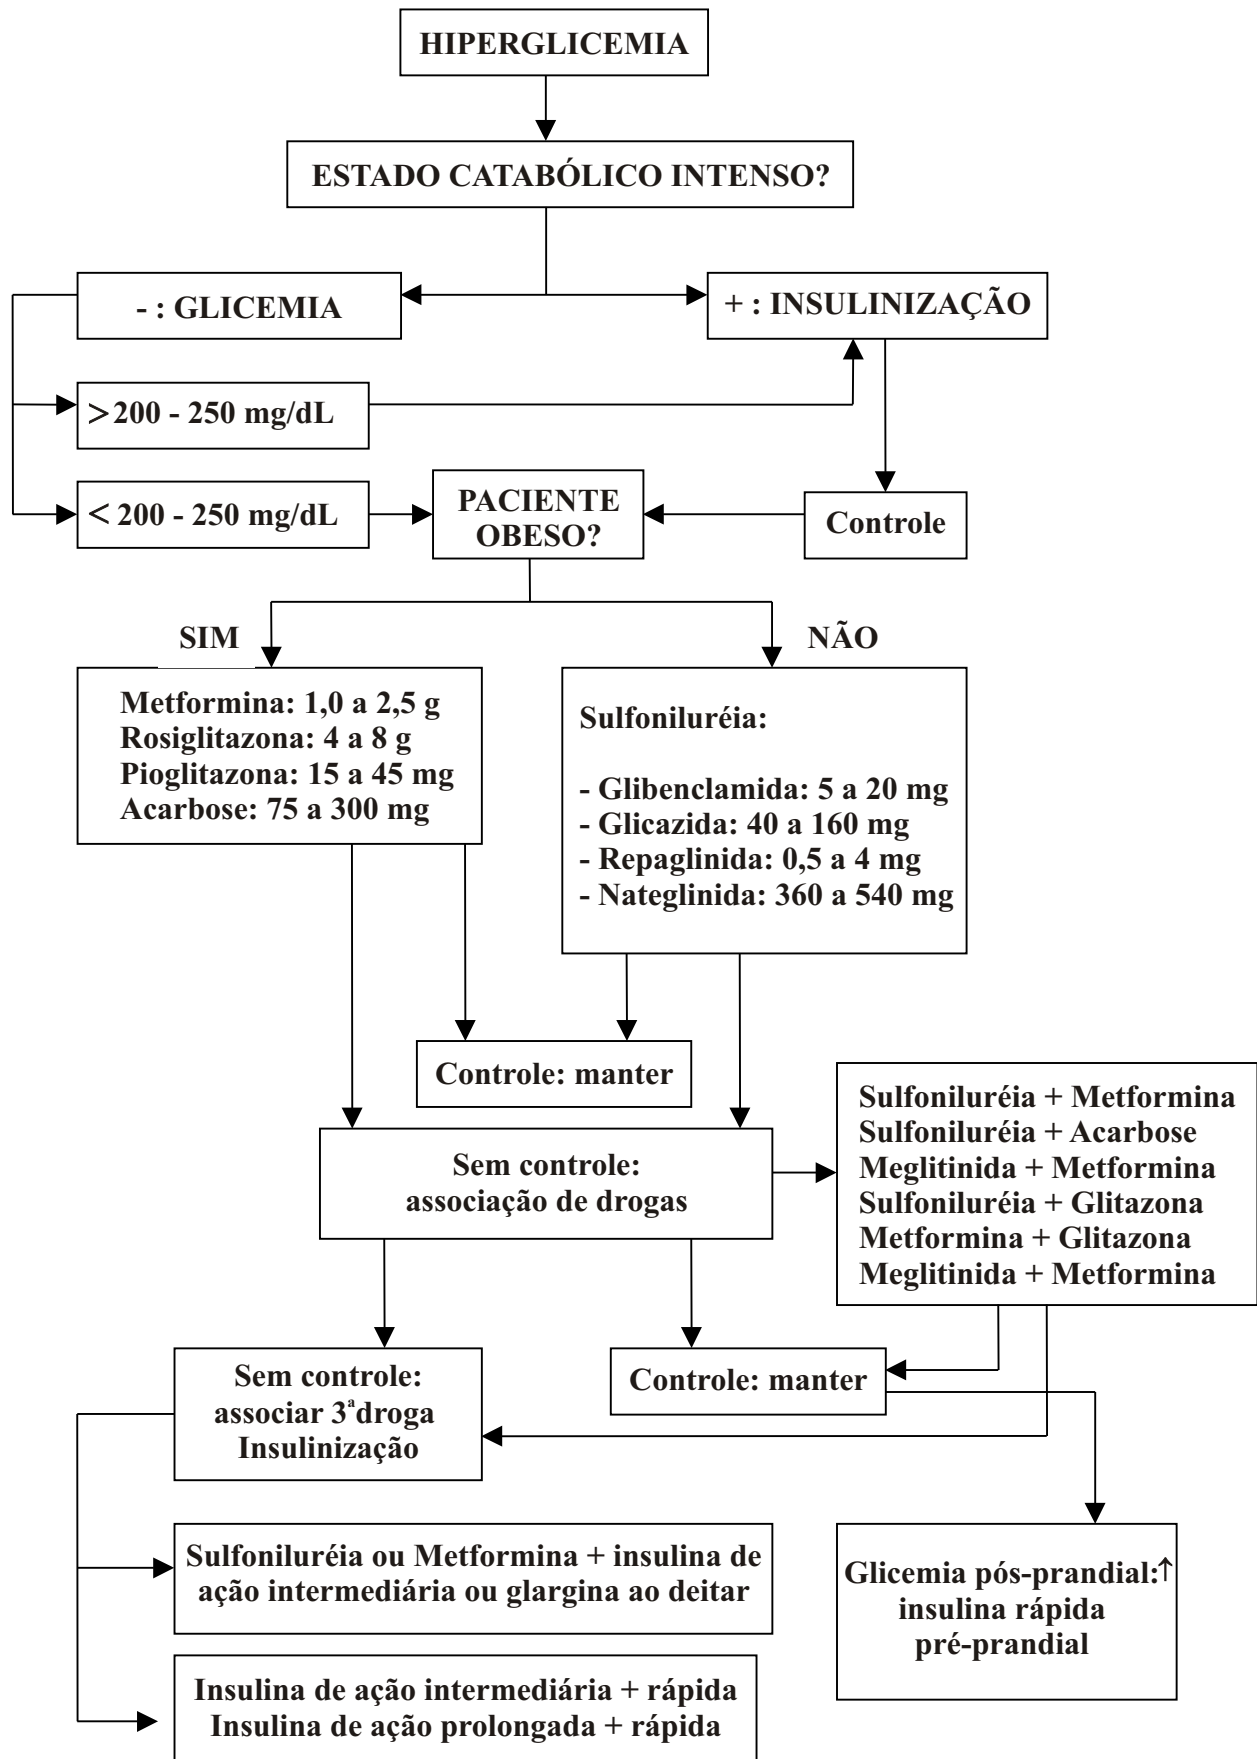 HIPERGLICEMIA
ESTADO CATABÓLICO INTENSO?
- : GLICEMIA
+ : INSULINIZAÇÃO
>200 - 250 mg/dL
< 200 - 250 mg/dL
PACIENTE
OBESO?
Controle
SIM
NÃO
Metformina: 1,0 a 2,5 g
Rosiglitazona: 4 a 8 g
Pioglitazona: 15 a 45 mg
Acarbose: 75 a 300 mg
Sulfoniluréia:
- Glibenclamida: 5 a 20 mg
- Glicazida: 40 a 160 mg
- Repaglinida: 0,5 a 4 mg
- Nateglinida: 360 a 540 mg
Controle: manter
Sem controle:
associação de drogas
Sulfoniluréia + Metformina
Sulfoniluréia + Acarbose
Meglitinida + Metformina
Sulfoniluréia + Glitazona
Metformina + Glitazona
Meglitinida + Metformina
Sem controle:
associar 3ª droga
Insulinização
Controle: manter
Sulfoniluréia ou Metformina + insulina de
ação intermediária ou glargina ao deitar
Glicemia pós-prandial:↑
insulina rápida
pré-prandial
Insulina de ação intermediária + rápida
Insulina de ação prolongada + rápida